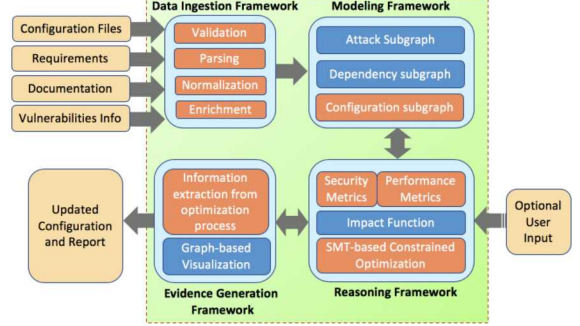 Data Ingestion Framework
Modeling Framework
Configuration Files
Requirements
Documentation
Vulnerabilities Info
Validation
Parsing
Normalization
Enrichment
Attack Subgraph
Dependency subgraph
Configuration subgraph
Updated
Configuration
and Report
Information
extraction from
optimization
process
Graph-based
Visualization
Security
Metrics
Performance
Metrics
Impact Function
SMT-based Constrained
Optimization
Optional
User
Input
Evidence Generation
Framework
Reasoning Framework